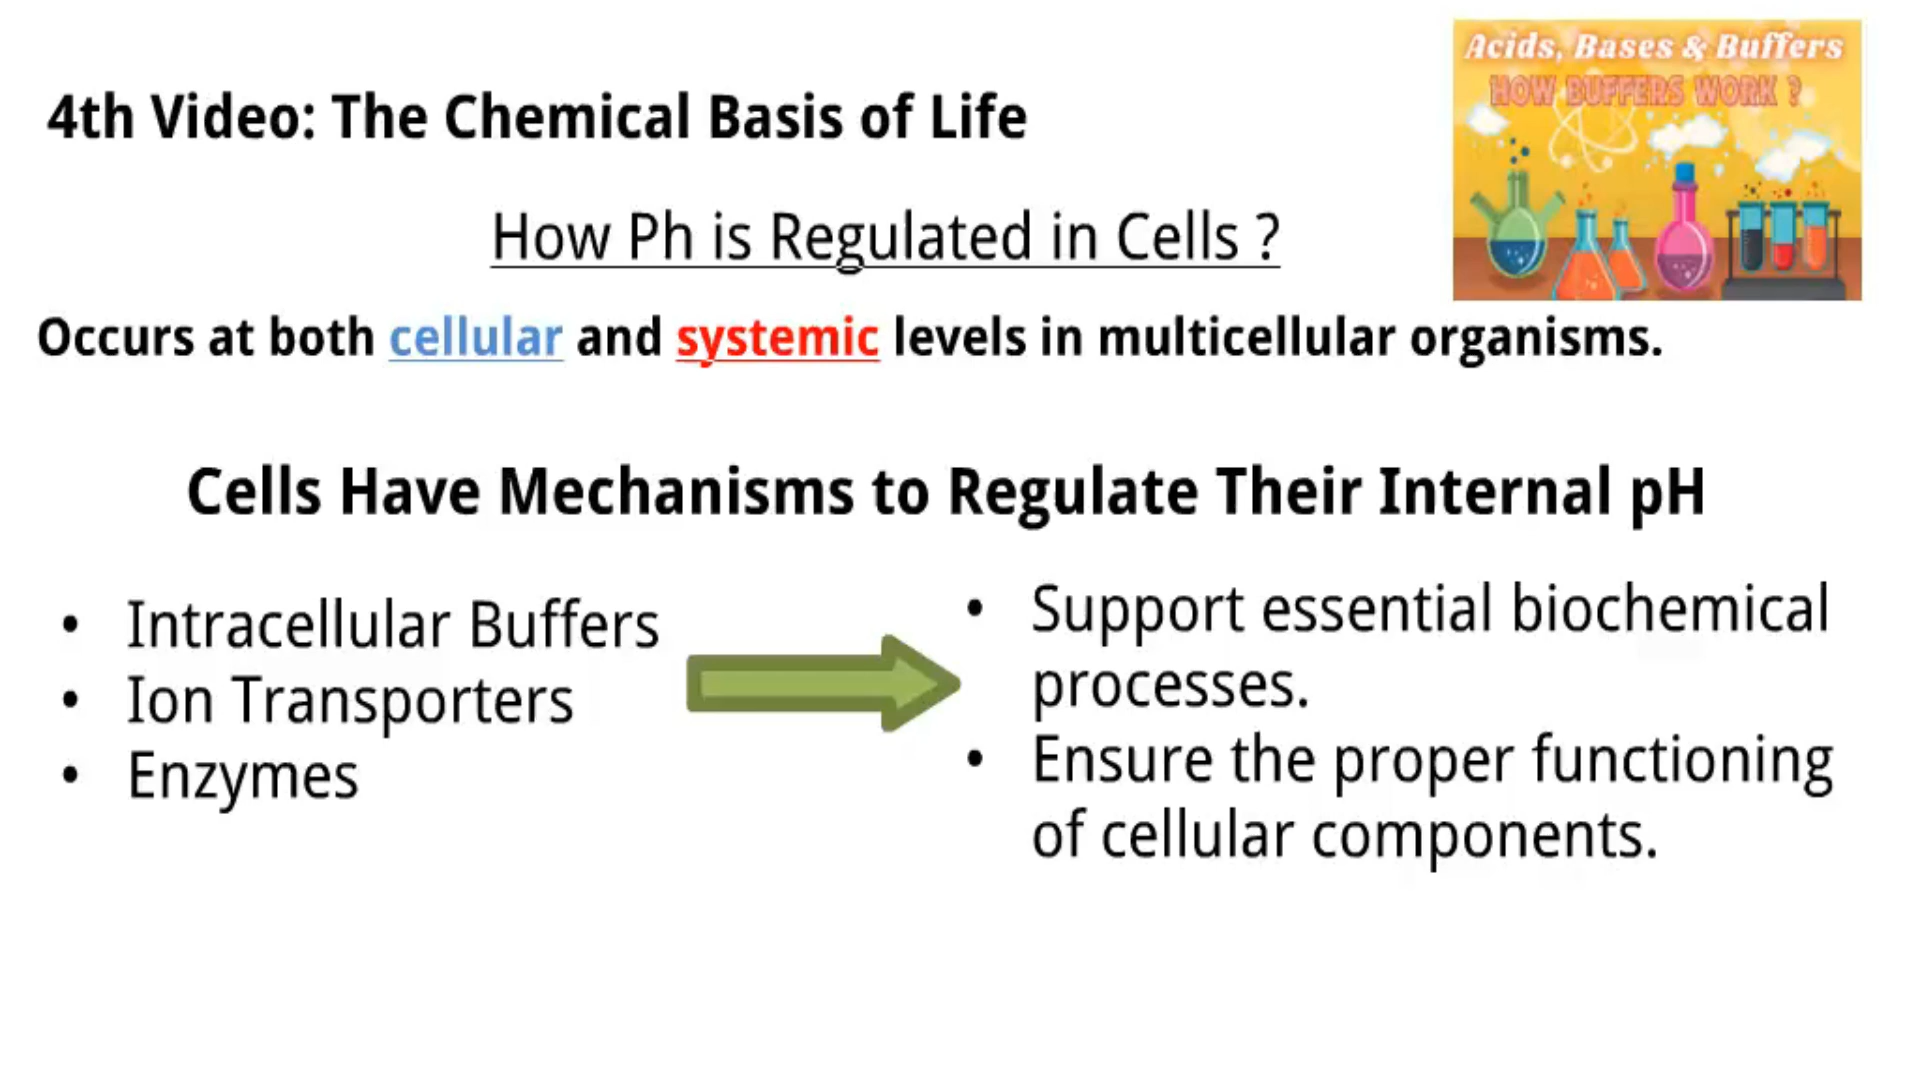 Acids, Bases & Buffers
HOW BUFFERS WORK ?
4th Video: The Chemical Basis of Life
How Ph is Regulated in Cells ?
Occurs at both cellular and systemic levels in multicellular organisms.
Cells Have Mechanisms to Regulate Their Internal pH
• Intracellular Buffers
• Ion Transporters
• Enzymes
• Support essential biochemical
processes.
• Ensure the proper functioning
of cellular components.